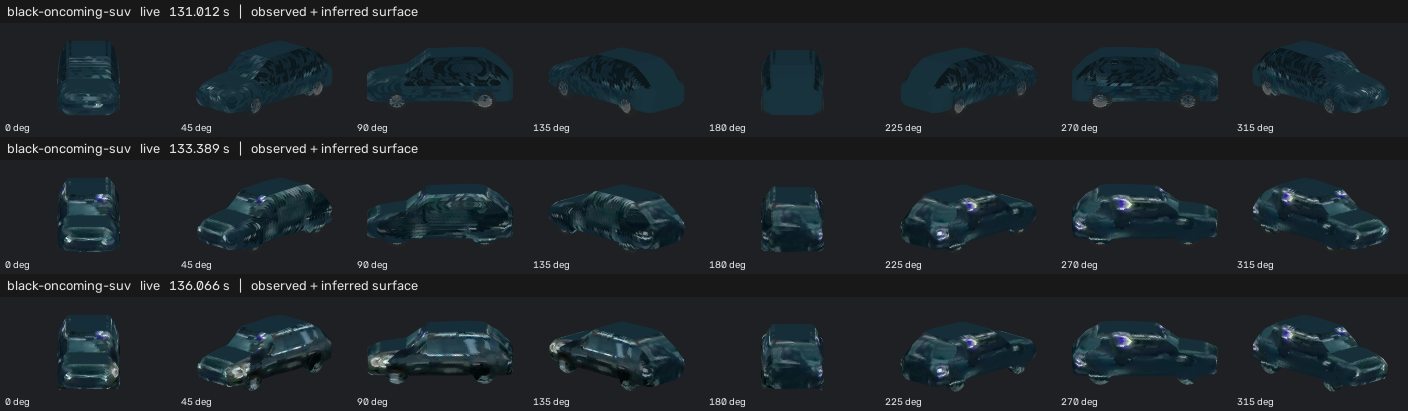 black-oncoming-suv live 131.012 s | observed + inferred surface
0 deg 45 deg 90 deg 135 deg 180 deg 225 deg 270 deg 315 deg
black-oncoming-suv live 133.389 s | observed + inferred surface
0 deg 45 deg 90 deg 135 deg 180 deg 225 deg 270 deg 315 deg
black-oncoming-suv live 136.066 s | observed + inferred surface
0 deg 45 deg 90 deg 135 deg 180 deg 225 deg 270 deg 315 deg